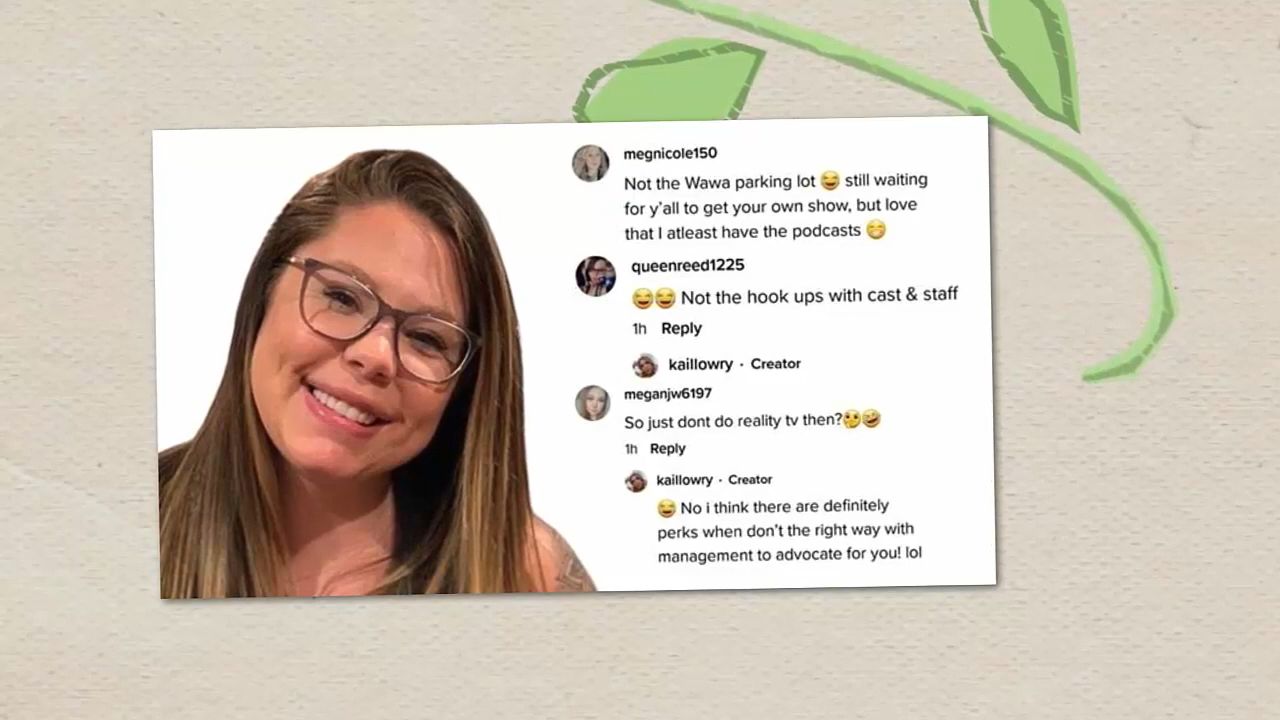 megnicole150
Not the Wawa parking lot 😂 still waiting
for y'all to get your own show, but love
that I atleast have the podcasts 😁
queenreed1225
😂😂 Not the hook ups with cast & staff
1h Reply
kaillowry · Creator
meganjw6197
So just dont do reality tv then?🤔🤣
1h Reply
kaillowry · Creator
😂 No i think there are definitely
perks when don't the right way with
management to advocate for you! lol